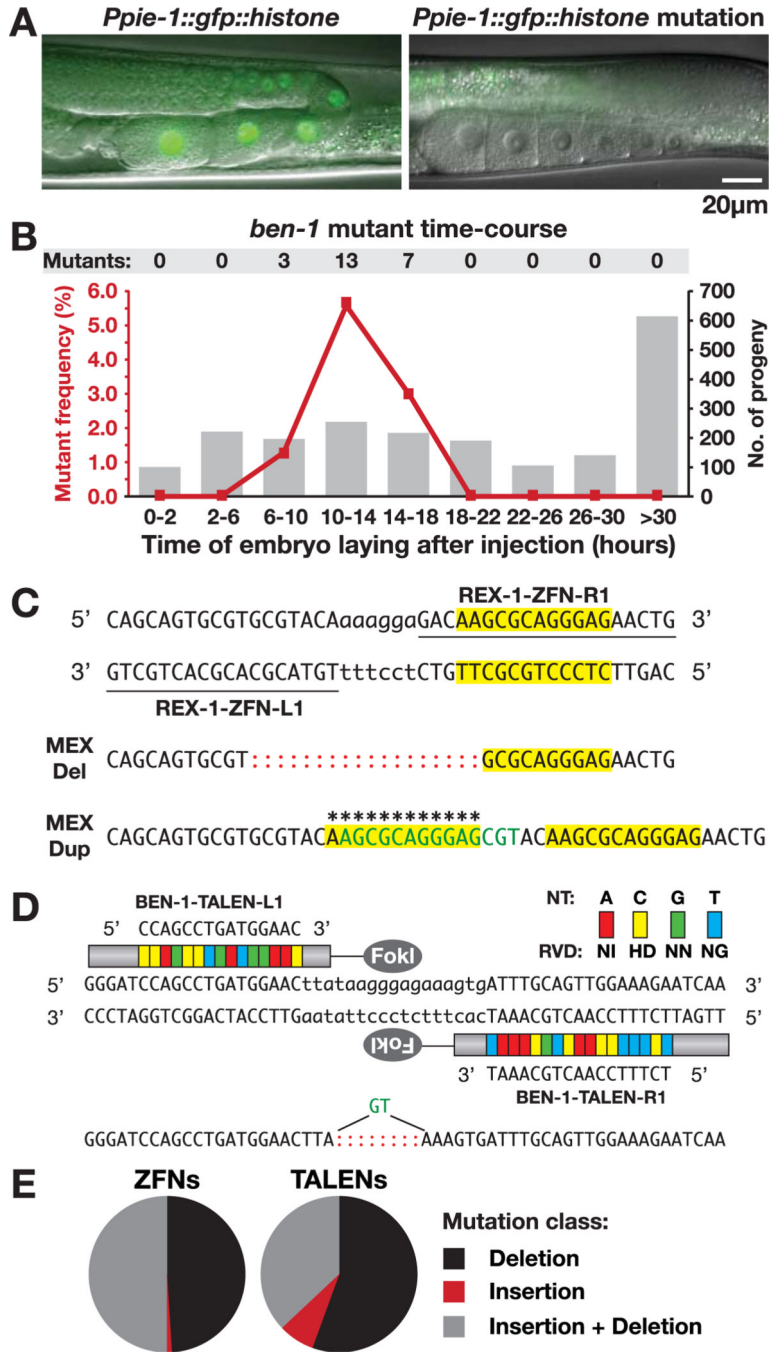 A
Ppie-1::gfp::histone
Ppie-1::gfp::histone mutation
20µm
B
ben-1 mutant time-course
Mutants: 0 0 3 13 7 0 0 0 0
Mutant frequency (%)
6.0
5.0
4.0
3.0
2.0
1.0
0.0
700
600
500
400
300
200
100
0
No. of progeny
0-2 2-6 6-10 10-14 14-18 18-22 22-26 26-30 >30
Time of embryo laying after injection (hours)
C
REX-1-ZFN-R1
5’ CAGCAGTGCGTGCGTACAaaaggaGACAAGCGCAGGGAGAACTG 3’
3’ GTCGTCACGCACGCATGTtttcctCTGTTCGCGTCCCTCTTGAC 5’
REX-1-ZFN-L1
MEX Del
CAGCAGTGCGT::::::::::::::::::GCGCAGGGAGAACTG
************
MEX Dup
CAGCAGTGCGTGCGTACAAGCGCAGGGAGCGTACAAGCGCAGGGAGAACTG
D
BEN-1-TALEN-L1
5’ CCAGCCTGATGGAAC 3’
NT: A C G T
RVD: NI HD NN NG
FokI
5’ GGGATCCAGCCTGATGGAACttataagggagaaagtgATTTGCAGTTGGAAAGAATCAA 3’
3’ CCCTAGGTCGGACTACCTTGaatattccctctttcacTAAACGTCAACCTTTCTTAGTT 5’
FokI
3’ TAAACGTCAACCTTTCT 5’
BEN-1-TALEN-R1
GT
GGGATCCAGCCTGATGGAACTTA::::::::AAAGTGATTTGCAGTTGGAAAGAATCAA
E
ZFNs
TALENs
Mutation class:
Deletion
Insertion
Insertion + Deletion